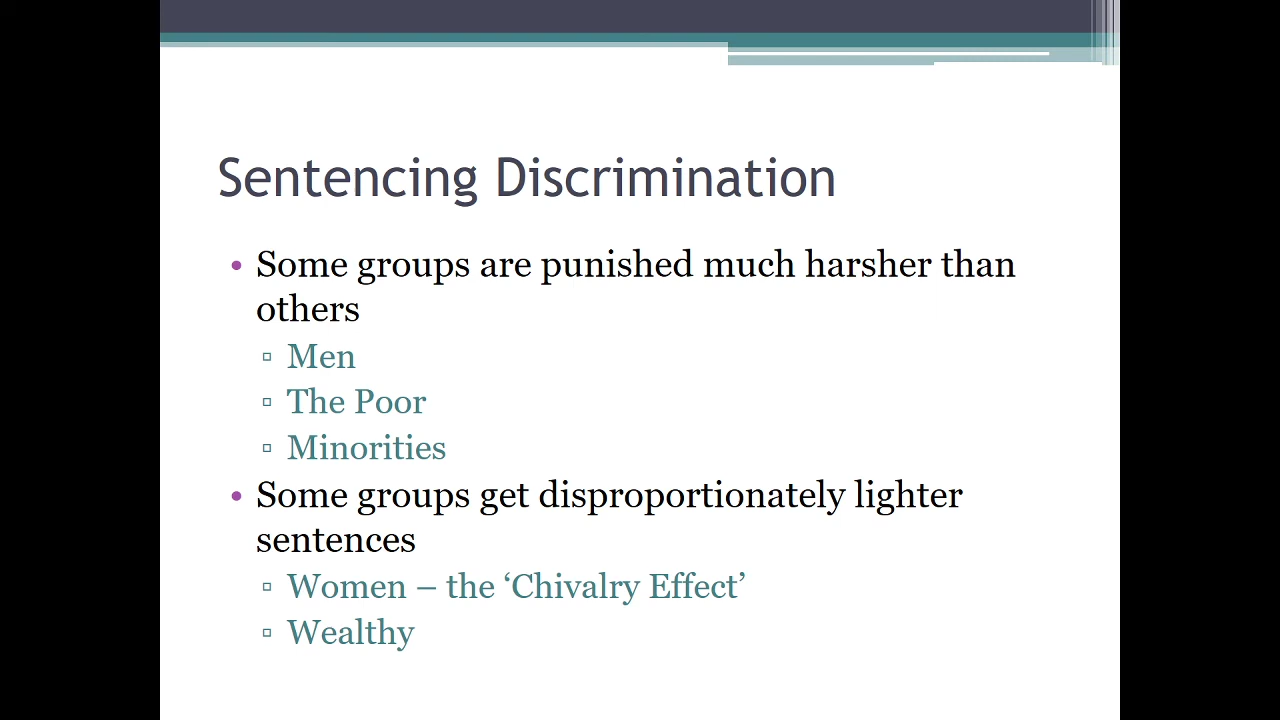 Sentencing Discrimination
• Some groups are punished much harsher than
others
▫ Men
▫ The Poor
▫ Minorities
• Some groups get disproportionately lighter
sentences
▫ Women – the ‘Chivalry Effect’
▫ Wealthy